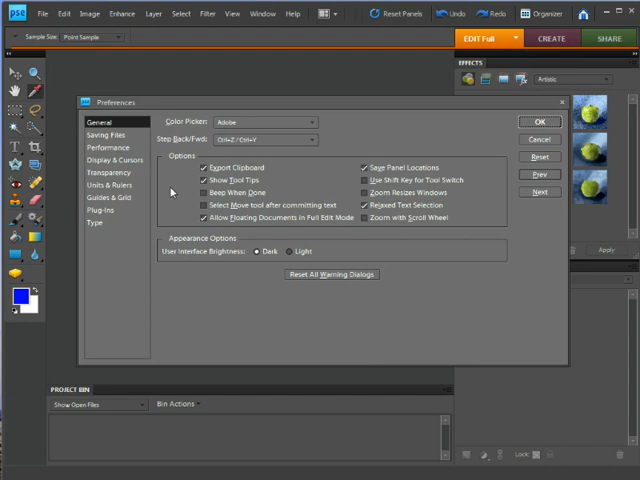 pse File Edit Image Enhance Layer Select Filter View Window Help Reset Panels Undo Redo Organizer
Sample Size: Point Sample EDIT Full CREATE SHARE
EFFECTS
Artistic
Preferences
General
Saving Files
Performance
Display & Cursors
Transparency
Units & Rulers
Guides & Grid
Plug-Ins
Type
Color Picker: Adobe
Step Back/Fwd: Ctrl+Z / Ctrl+Y
Options
Export Clipboard
Show Tool Tips
Beep When Done
Select Move tool after committing text
Allow Floating Documents in Full Edit Mode
Save Panel Locations
Use Shift Key for Tool Switch
Zoom Resizes Windows
Relaxed Text Selection
Zoom with Scroll Wheel
Appearance Options
User Interface Brightness: Dark Light
Reset All Warning Dialogs
OK
Cancel
Reset
Prev
Next
Apply
PROJECT BIN
Show Open Files Bin Actions
Lock: